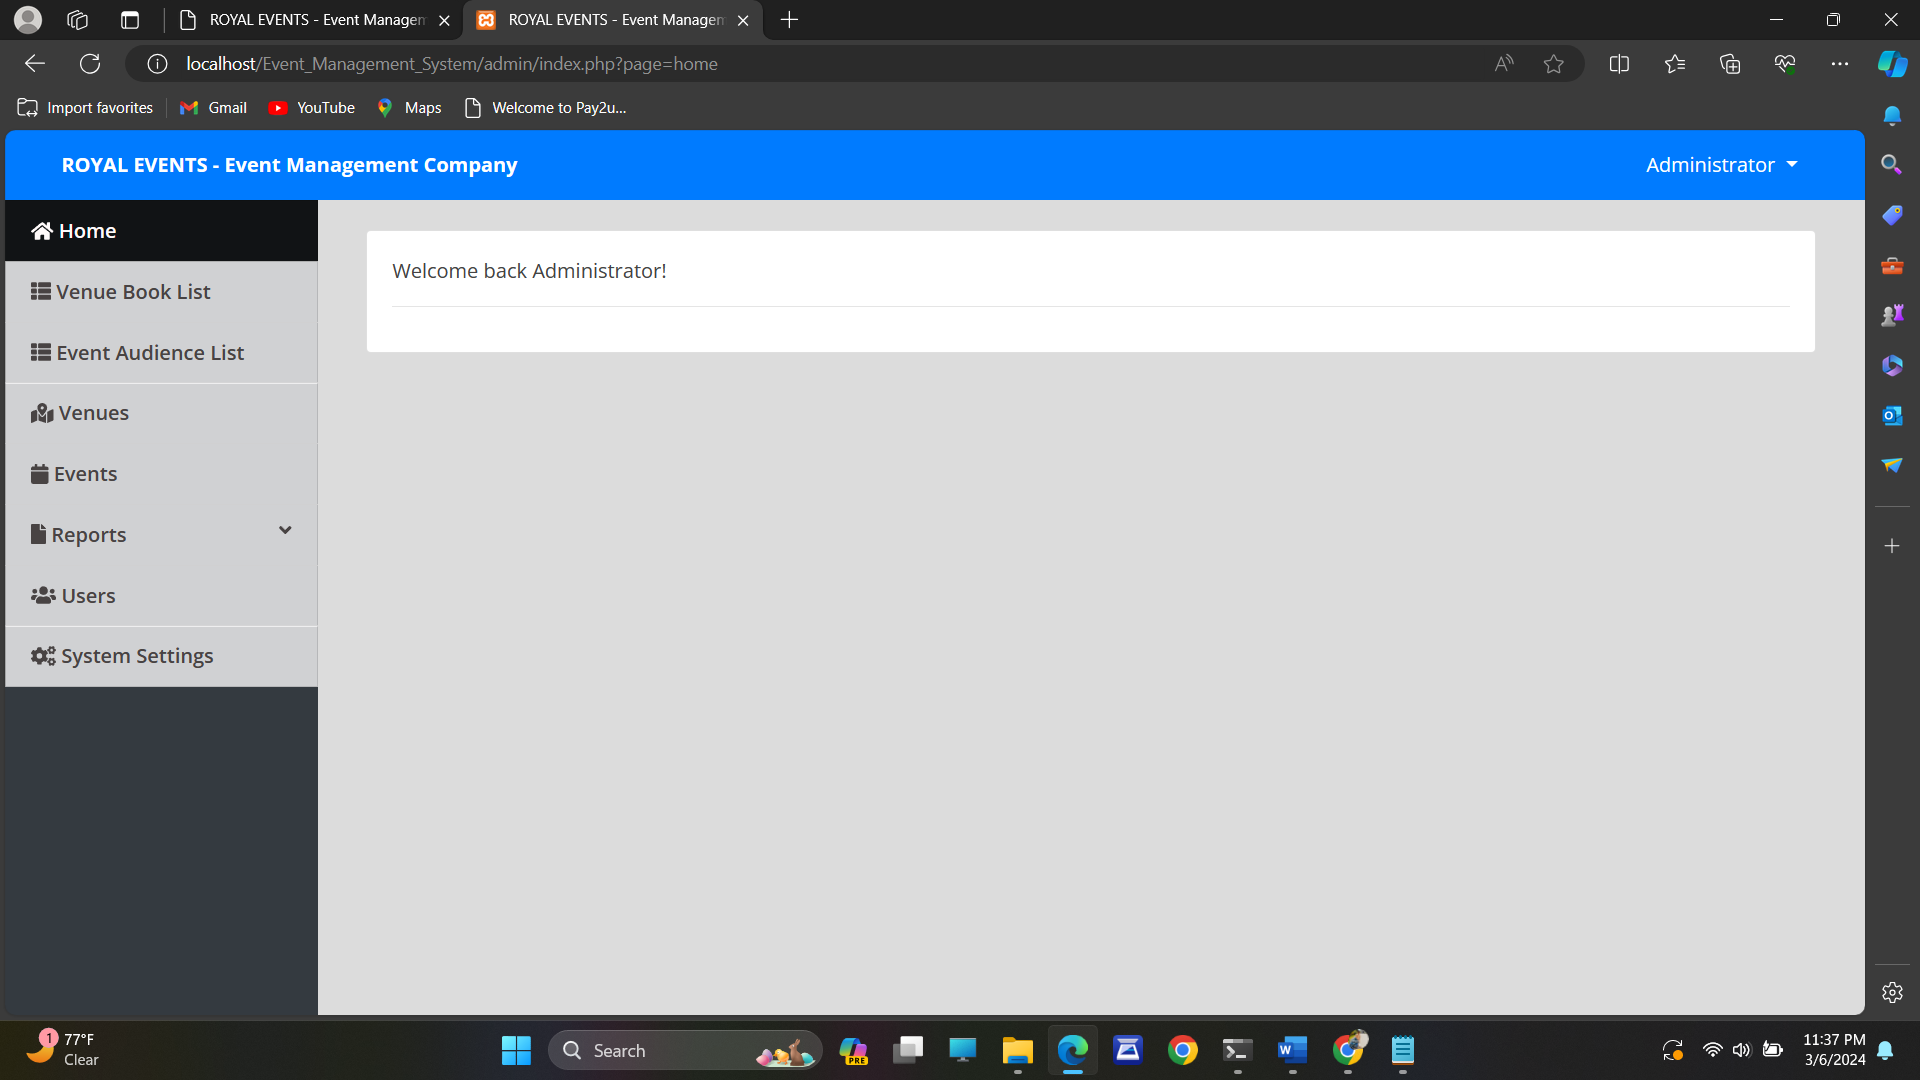 ROYAL EVENTS - Event Managem
ROYAL EVENTS - Event Managem
localhost/Event_Management_System/admin/index.php?page=home
Import favorites
Gmail
YouTube
Maps
Welcome to Pay2u...
ROYAL EVENTS - Event Management Company
Administrator
Home
Venue Book List
Event Audience List
Venues
Events
Reports
Users
System Settings
Welcome back Administrator!
1
77°F
Clear
Search
PRE
11:37 PM
3/6/2024